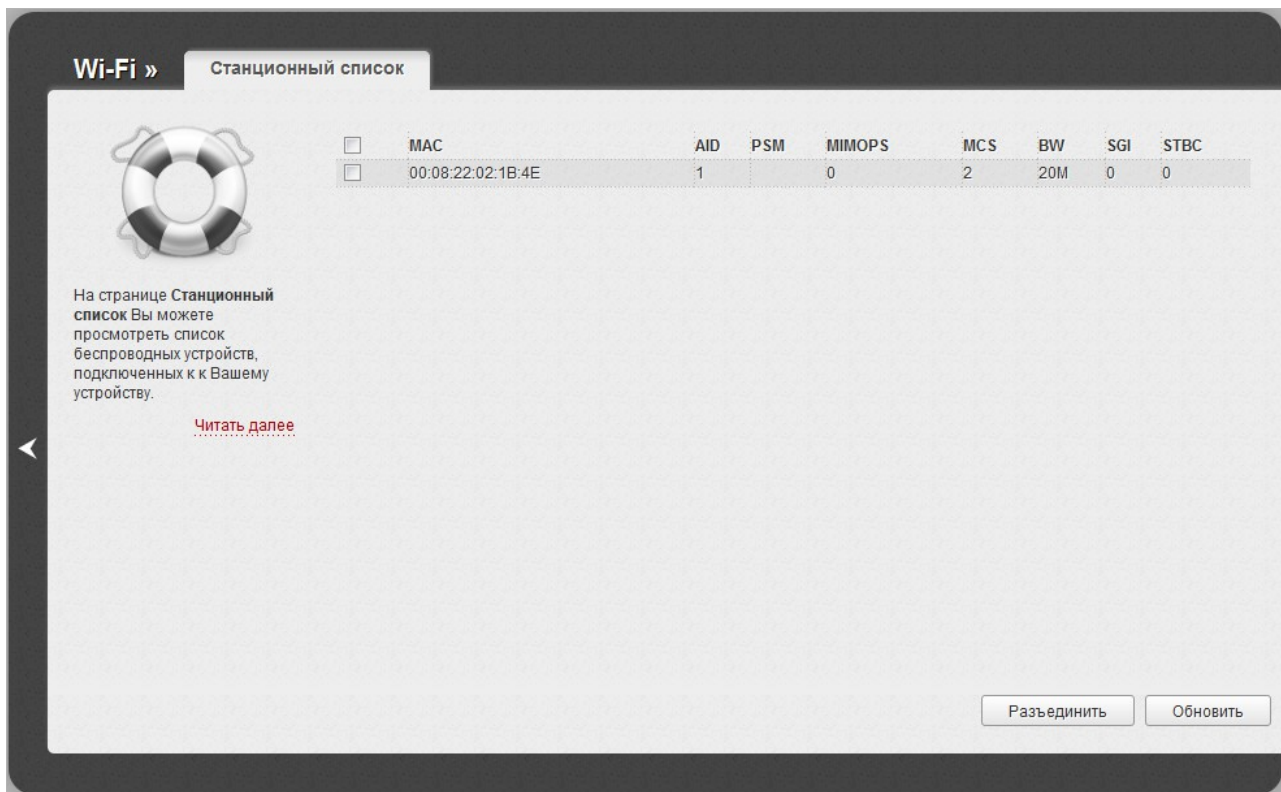 Wi-Fi »
Станционный список
На странице Станционный
список Вы можете
просмотреть список
беспроводных устройств,
подключенных к к Вашему
устройству.
Читать далее
MAC AID PSM MIMOPS MCS BW SGI STBC
00:08:22:02:1B:4E 1 0 2 20M 0 0
Разъединить Обновить